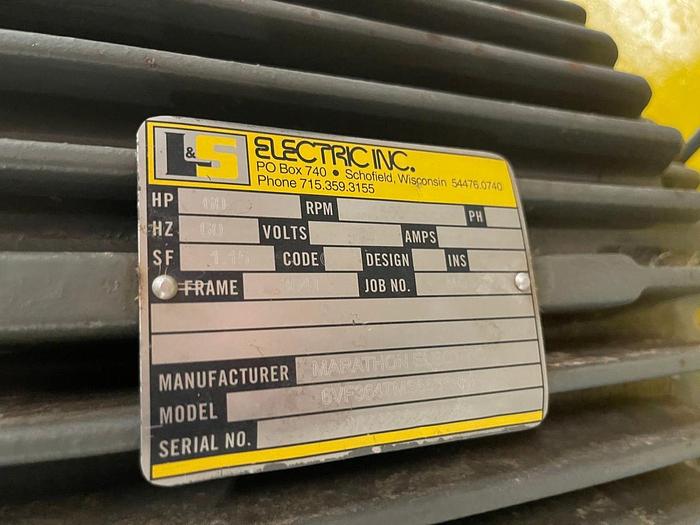 L&S ELECTRIC INC.
PO Box 740 • Schofield, Wisconsin 54476.0740
Phone 715.359.3155
HP 60 RPM PH
HZ 60 VOLTS AMPS
SF 1.15 CODE DESIGN INS
FRAME JOB NO.
MANUFACTURER MARATHON
MODEL
SERIAL NO.